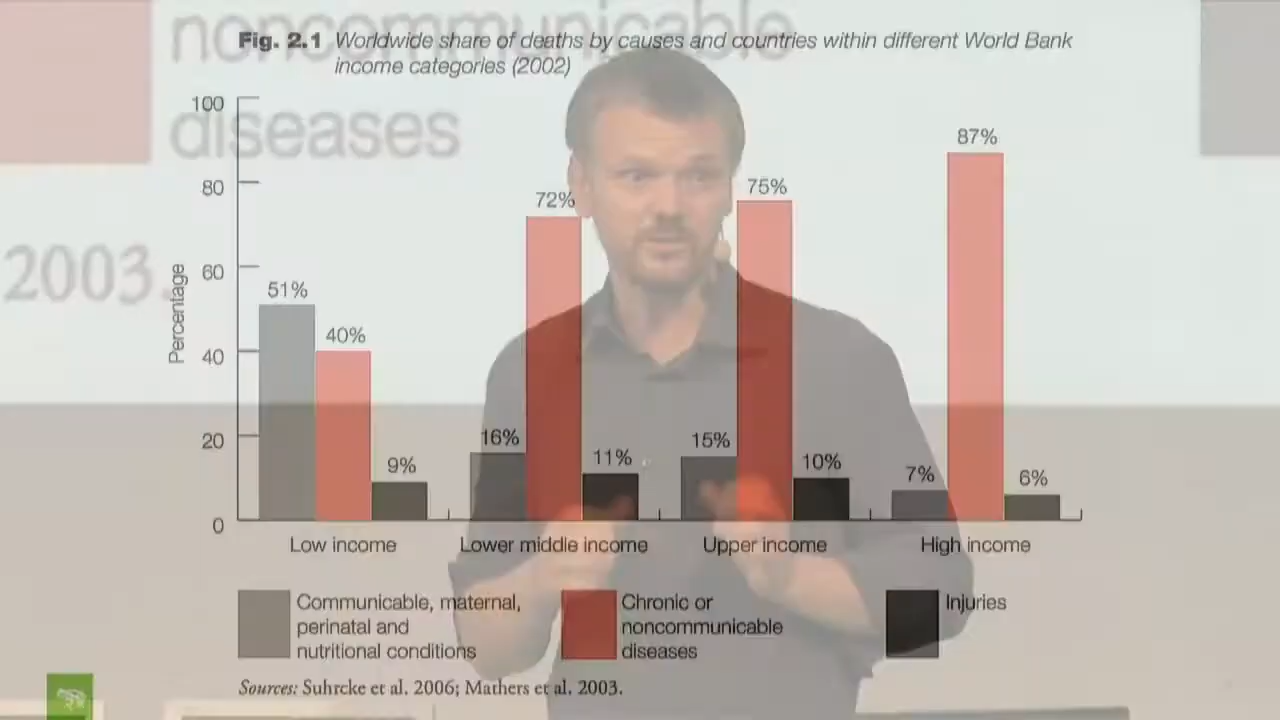 noncommunicable
Fig. 2.1 Worldwide share of deaths by causes and countries within different World Bank
income categories (2002)
diseases
2003.
Percentage
100
80
60
40
20
0
51%
40%
9%
16%
72%
11%
15%
75%
10%
7%
87%
6%
Low income
Lower middle income
Upper income
High income
Communicable, maternal,
perinatal and
nutritional conditions
Chronic or
noncommunicable
diseases
Injuries
Sources: Suhrcke et al. 2006; Mathers et al. 2003.